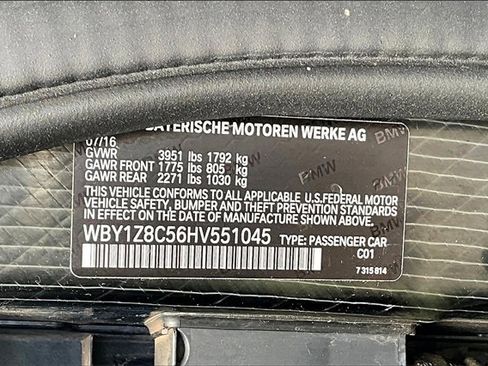 BAYERISCHE MOTOREN WERKE AG
07/16
GVWR 3951 lbs 1792 kg
GAWR FRONT 1775 lbs 805 kg
GAWR REAR 2271 lbs 1030 kg
THIS VEHICLE CONFORMS TO ALL APPLICABLE U.S.FEDERAL MOTOR
VEHICLE SAFETY, BUMPER AND THEFT PREVENTION STANDARDS
IN EFFECT ON THE DATE OF MANUFACTURE SHOWN ABOVE.
WBY1Z8C56HV551045 TYPE: PASSENGER CAR
C01
7 315 814
BMW